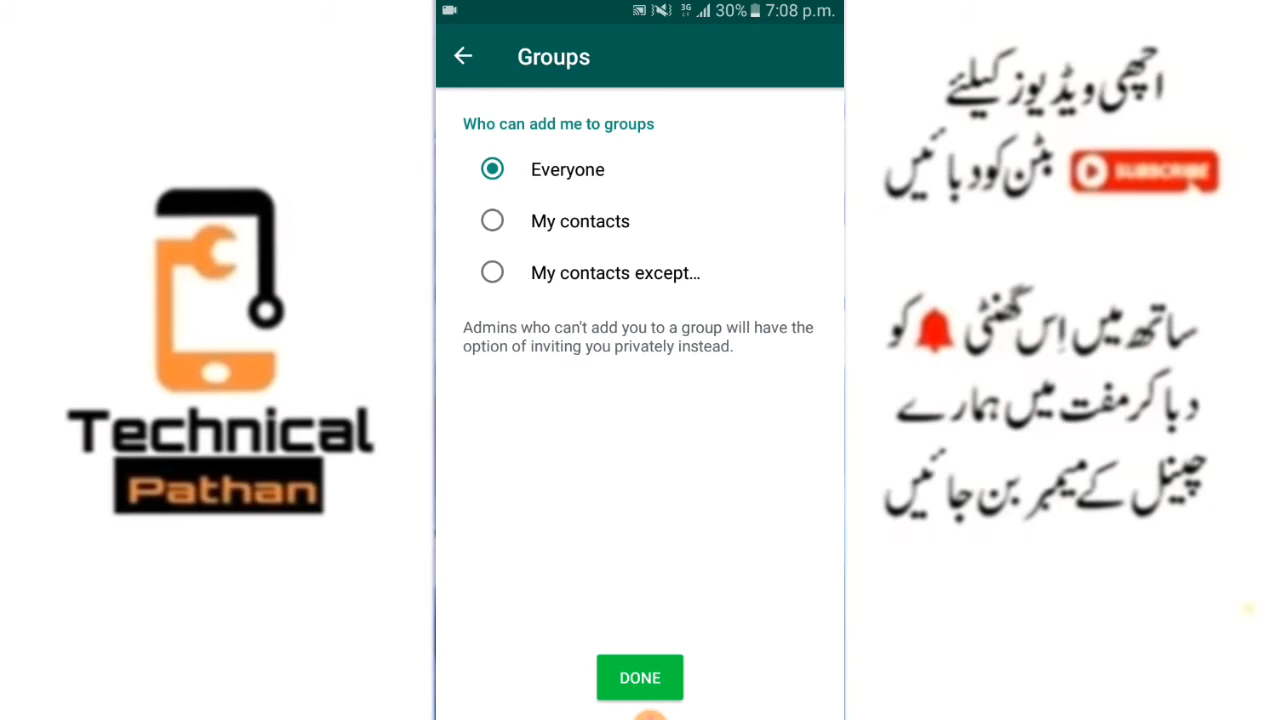 3G 30% 7:08 p.m.
Groups
Who can add me to groups
Everyone
My contacts
My contacts except...
Admins who can't add you to a group will have the
option of inviting you privately instead.
DONE
Technical
Pathan
اچھی ویڈیوز کیلئے
بٹن کو دبائیں SUBSCRIBE
ساتھ میں اِس گھنٹی کو
دبا کر مفت میں ہمارے
چینل کے میمبر بن جائیں